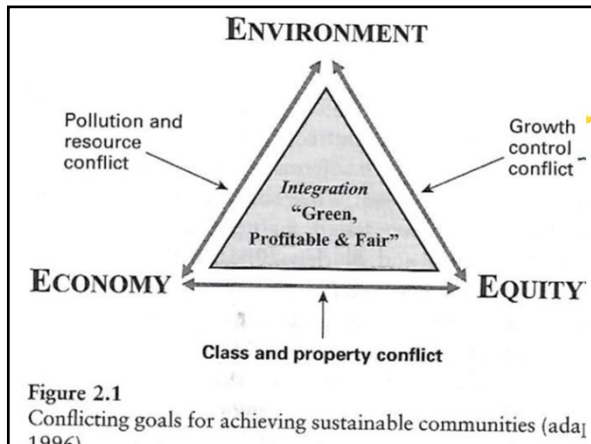 ENVIRONMENT
Pollution and
resource
conflict
Growth
control
conflict
Integration
"Green,
Profitable & Fair"
ECONOMY
EQUITY
Class and property conflict
Figure 2.1
Conflicting goals for achieving sustainable communities (adap
1996)